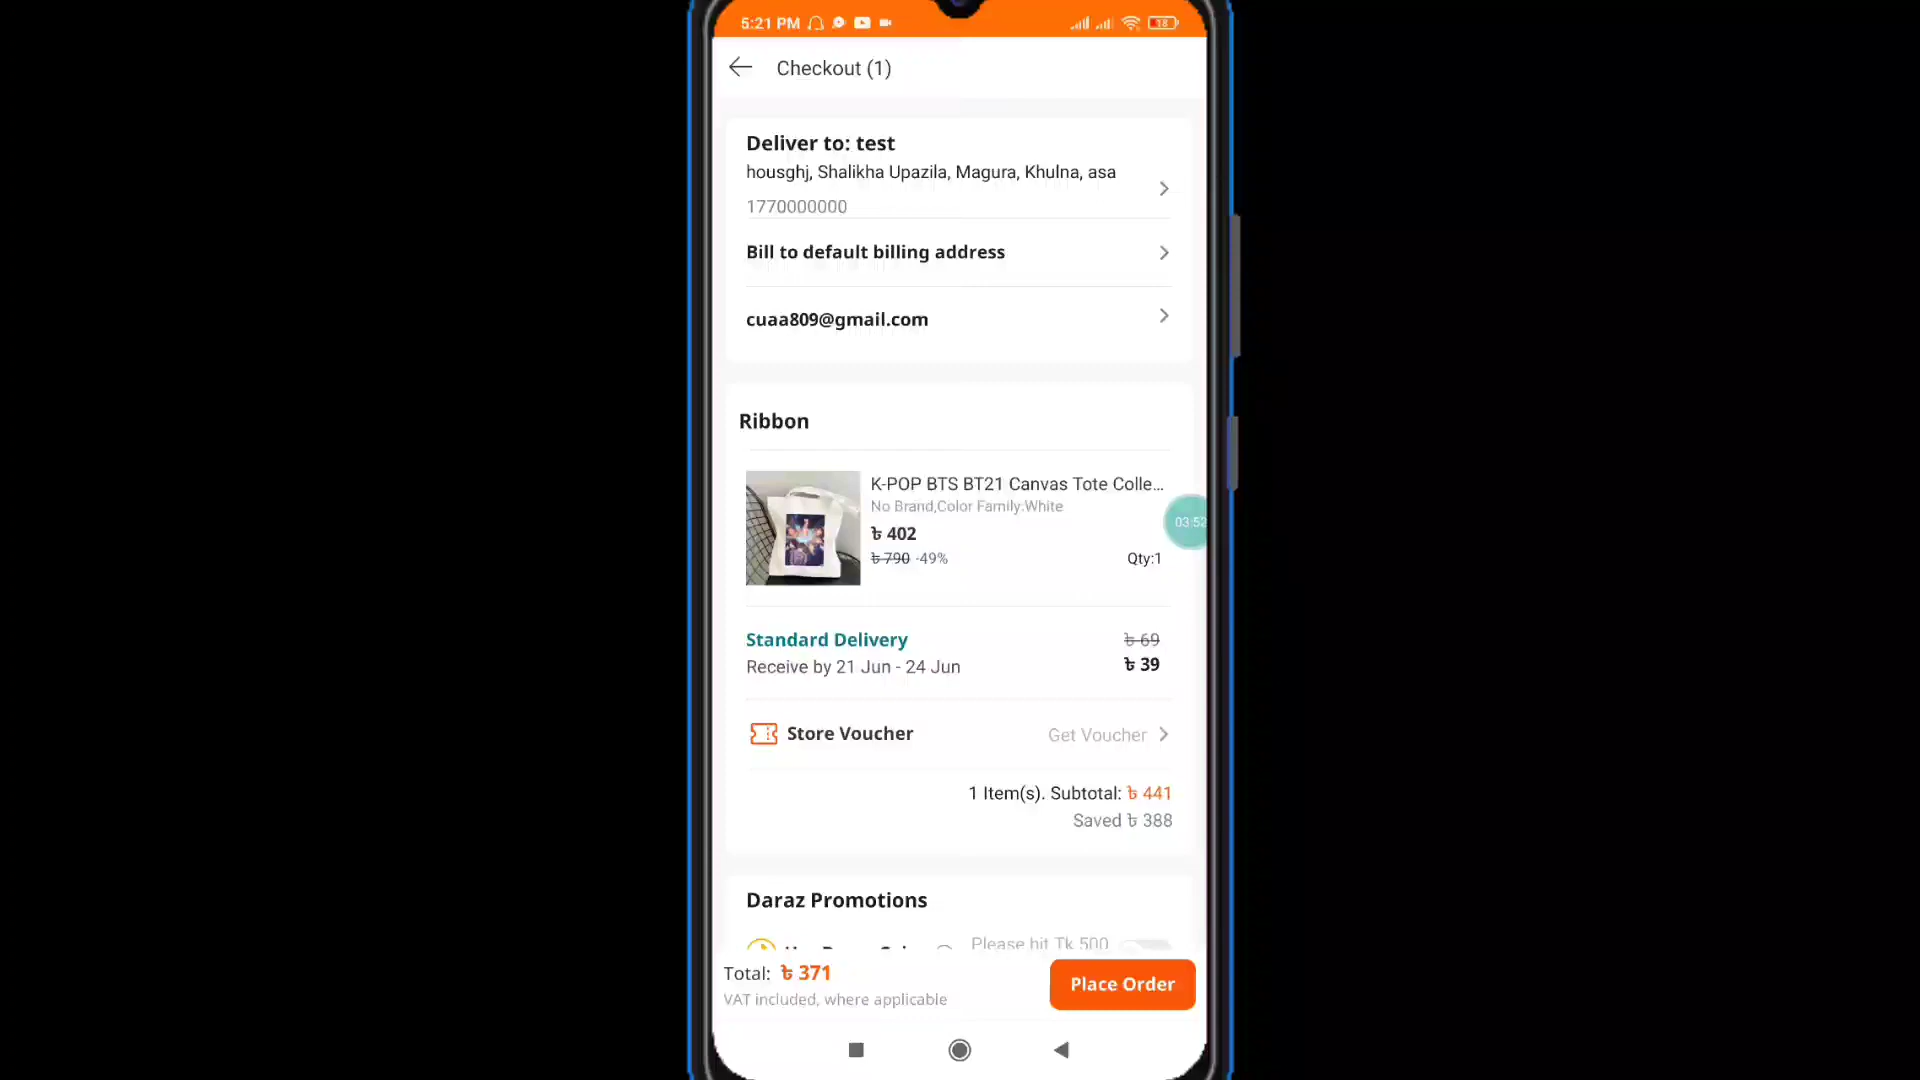 5:21 PM
18
Checkout (1)
Deliver to: test
housghj, Shalikha Upazila, Magura, Khulna, asa
1770000000
Bill to default billing address
cuaa809@gmail.com
Ribbon
K-POP BTS BT21 Canvas Tote Colle...
No Brand,Color Family:White
৳ 402
৳ 790 -49%
Qty:1
03:52
Standard Delivery
৳ 69
Receive by 21 Jun - 24 Jun
৳ 39
Store Voucher
Get Voucher
1 Item(s). Subtotal: ৳ 441
Saved ৳ 388
Daraz Promotions
Please hit Tk 500
Total: ৳ 371
VAT included, where applicable
Place Order